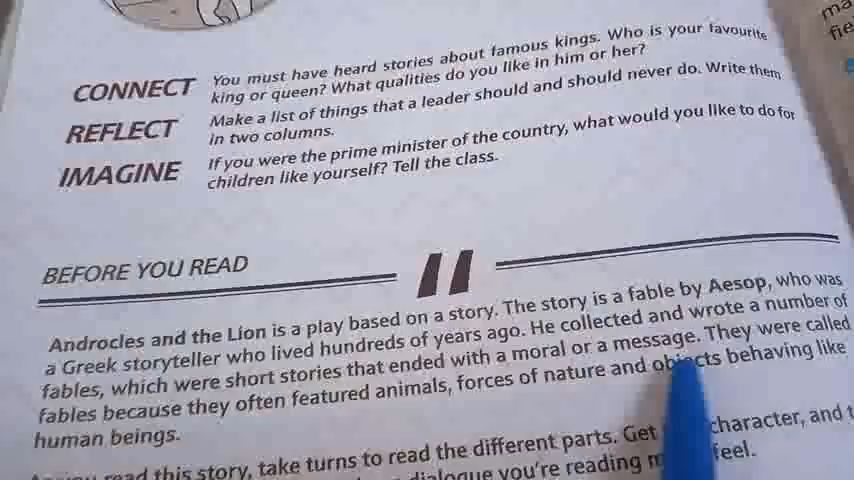 CONNECT You must have heard stories about famous kings. Who is your favourite
king or queen? What qualities do you like in him or her?
REFLECT Make a list of things that a leader should and should never do. Write them
in two columns.
IMAGINE If you were the prime minister of the country, what would you like to do for
children like yourself? Tell the class.
BEFORE YOU READ
Androcles and the Lion is a play based on a story. The story is a fable by Aesop, who was
a Greek storyteller who lived hundreds of years ago. He collected and wrote a number of
fables, which were short stories that ended with a moral or a message. They were called
fables because they often featured animals, forces of nature and objects behaving like
human beings.
read this story, take turns to read the different parts. Get character, and
dialogue you're reading feel.